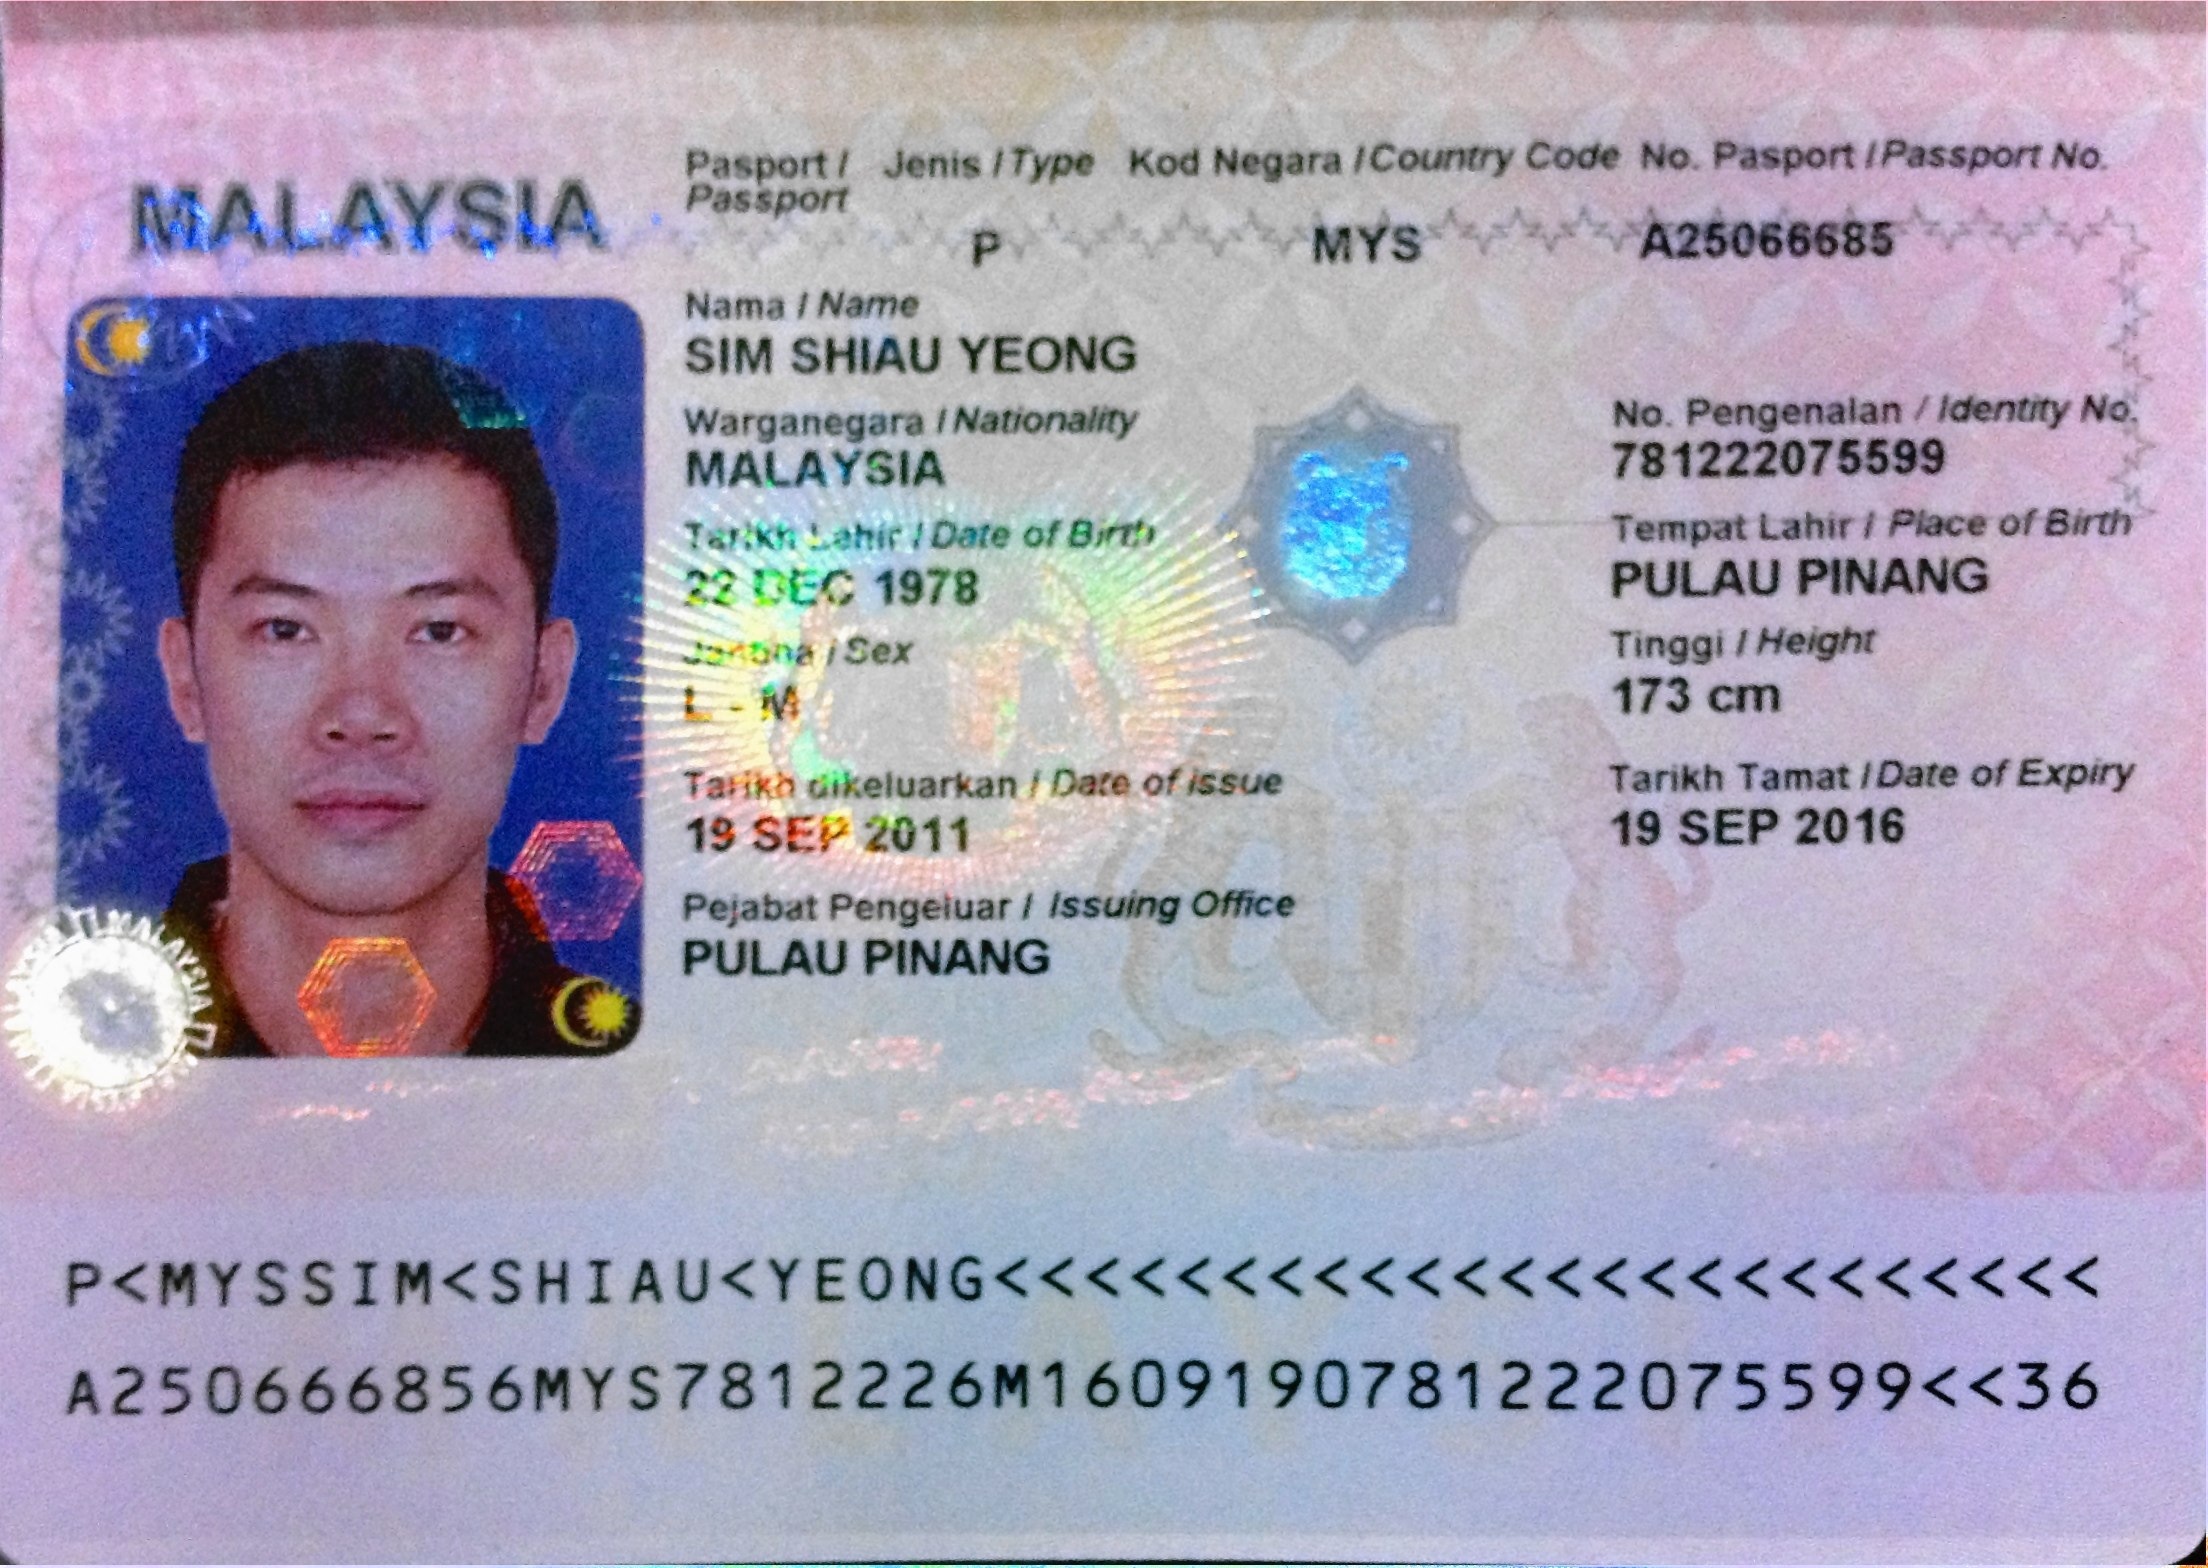 Pasport / Jenis / Type Kod Negara / Country Code No. Pasport / Passport No.
Passport
MALAYSIA
P MYS A25066685
Nama / Name
SIM SHIAU YEONG
Warganegara / Nationality
MALAYSIA
No. Pengenalan / Identity No.
781222075599
Tarikh Lahir / Date of Birth
22 DEC 1978
Tempat Lahir / Place of Birth
PULAU PINANG
Jantina / Sex
L - M
Tinggi / Height
173 cm
Tarikh dikeluarkan / Date of issue
19 SEP 2011
Tarikh Tamat / Date of Expiry
19 SEP 2016
Pejabat Pengeluar / Issuing Office
PULAU PINANG
MALAYSIA
P<MYSSIM<SHIAU<YEONG<<<<<<<<<<<<<<<<<<<<<<<<
A250666856MYS7812226M1609190781222075599<<36